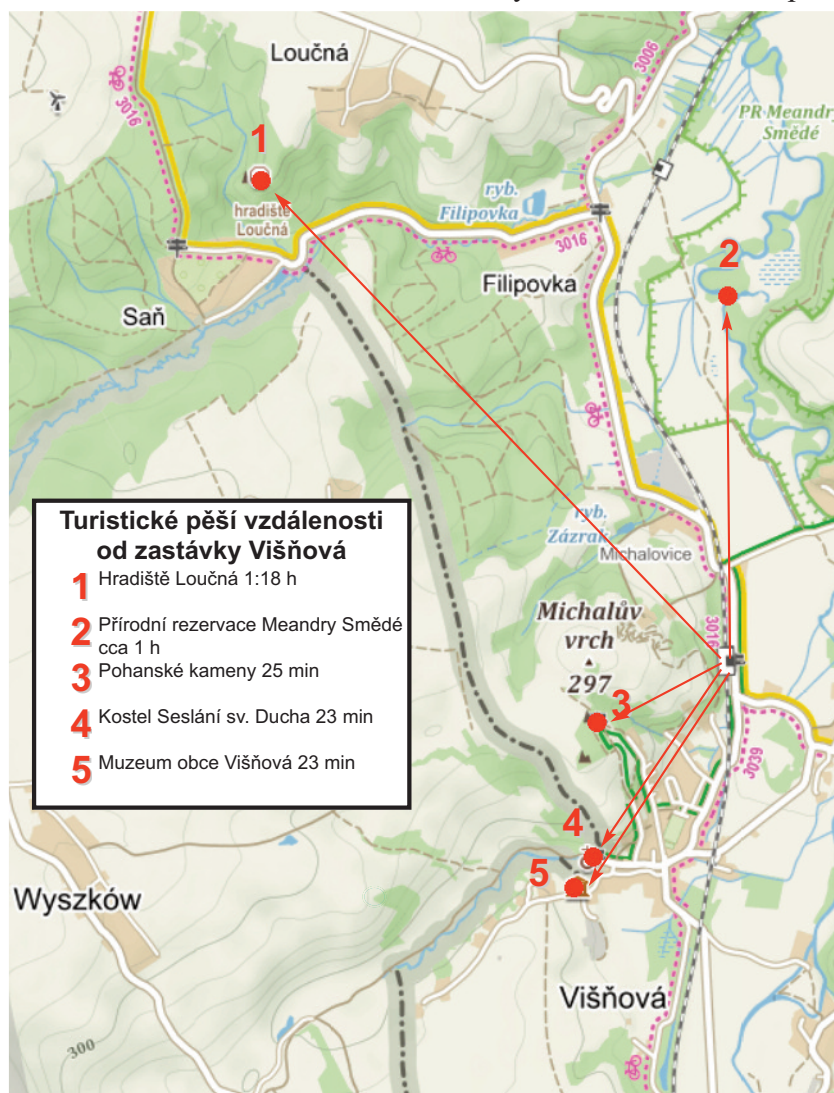 Loučná
3006
3016
PR Meandry
Smědé
1
hradiště
Loučná
ryb.
Filipovka
3016
2
Filipovka
Saň
Turistické pěší vzdálenosti
od zastávky Višňová
1 Hradiště Loučná 1:18 h
2 Přírodní rezervace Meandry Smědé
cca 1 h
3 Pohanské kameny 25 min
4 Kostel Seslání sv. Ducha 23 min
5 Muzeum obce Višňová 23 min
ryb.
Zázrak
Michalovice
Michalův
vrch
297
3016
3
3039
4
5
Wyszków
Višňová
300